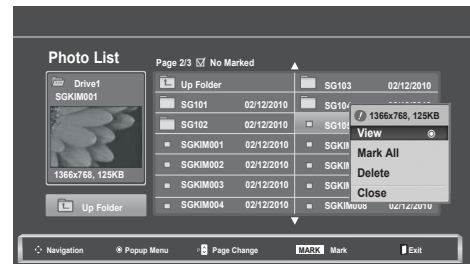 Photo List
Page 2/3 No Marked
Drive1
SGKIM001
1366x768, 125KB
Up Folder
Up Folder
SG101 02/12/2010
SG102 02/12/2010
SGKIM001 02/12/2010
SGKIM002 02/12/2010
SGKIM003 02/12/2010
SGKIM004 02/12/2010
SG103 02/12/2010
SG104
SG105
SGKIM008 02/12/2010
1366x768, 125KB
View
Mark All
Delete
Close
Navigation Popup Menu Page Change MARK Mark Exit